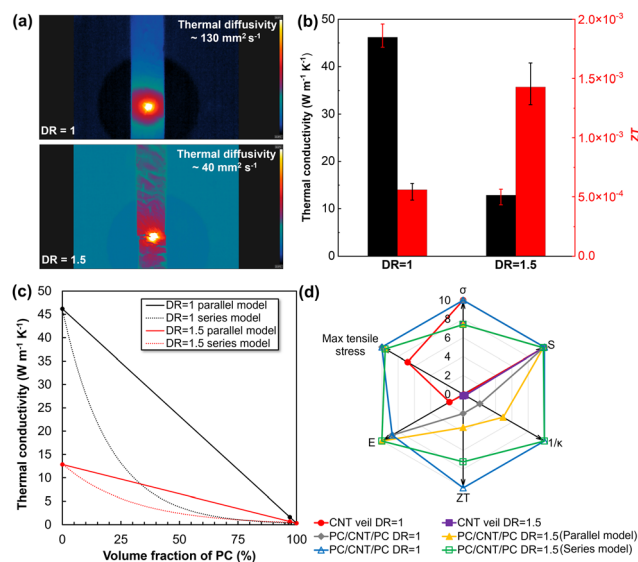 (a)
Thermal diffusivity
~ 130 mm² s⁻¹
DR = 1
Thermal diffusivity
~ 40 mm² s⁻¹
DR = 1.5
(b)
Thermal conductivity (W m⁻¹ K⁻¹)
50
40
30
20
10
0
DR=1
DR=1.5
2.0×10⁻³
1.5×10⁻³
1.0×10⁻³
5.0×10⁻⁴
0.0
ZT
(c)
Thermal conductivity (W m⁻¹ K⁻¹)
50
45
40
35
30
25
20
15
10
5
0
DR=1 parallel model
DR=1 series model
DR=1.5 parallel model
DR=1.5 series model
0
20
40
60
80
100
Volume fraction of PC (%)
(d)
σ
10
8
6
4
2
0
S
1/κ
ZT
E
Max tensile
stress
CNT veil DR=1
CNT veil DR=1.5
PC/CNT/PC DR=1
PC/CNT/PC DR=1.5(Parallel model)
PC/CNT/PC DR=1
PC/CNT/PC DR=1.5(Series model)